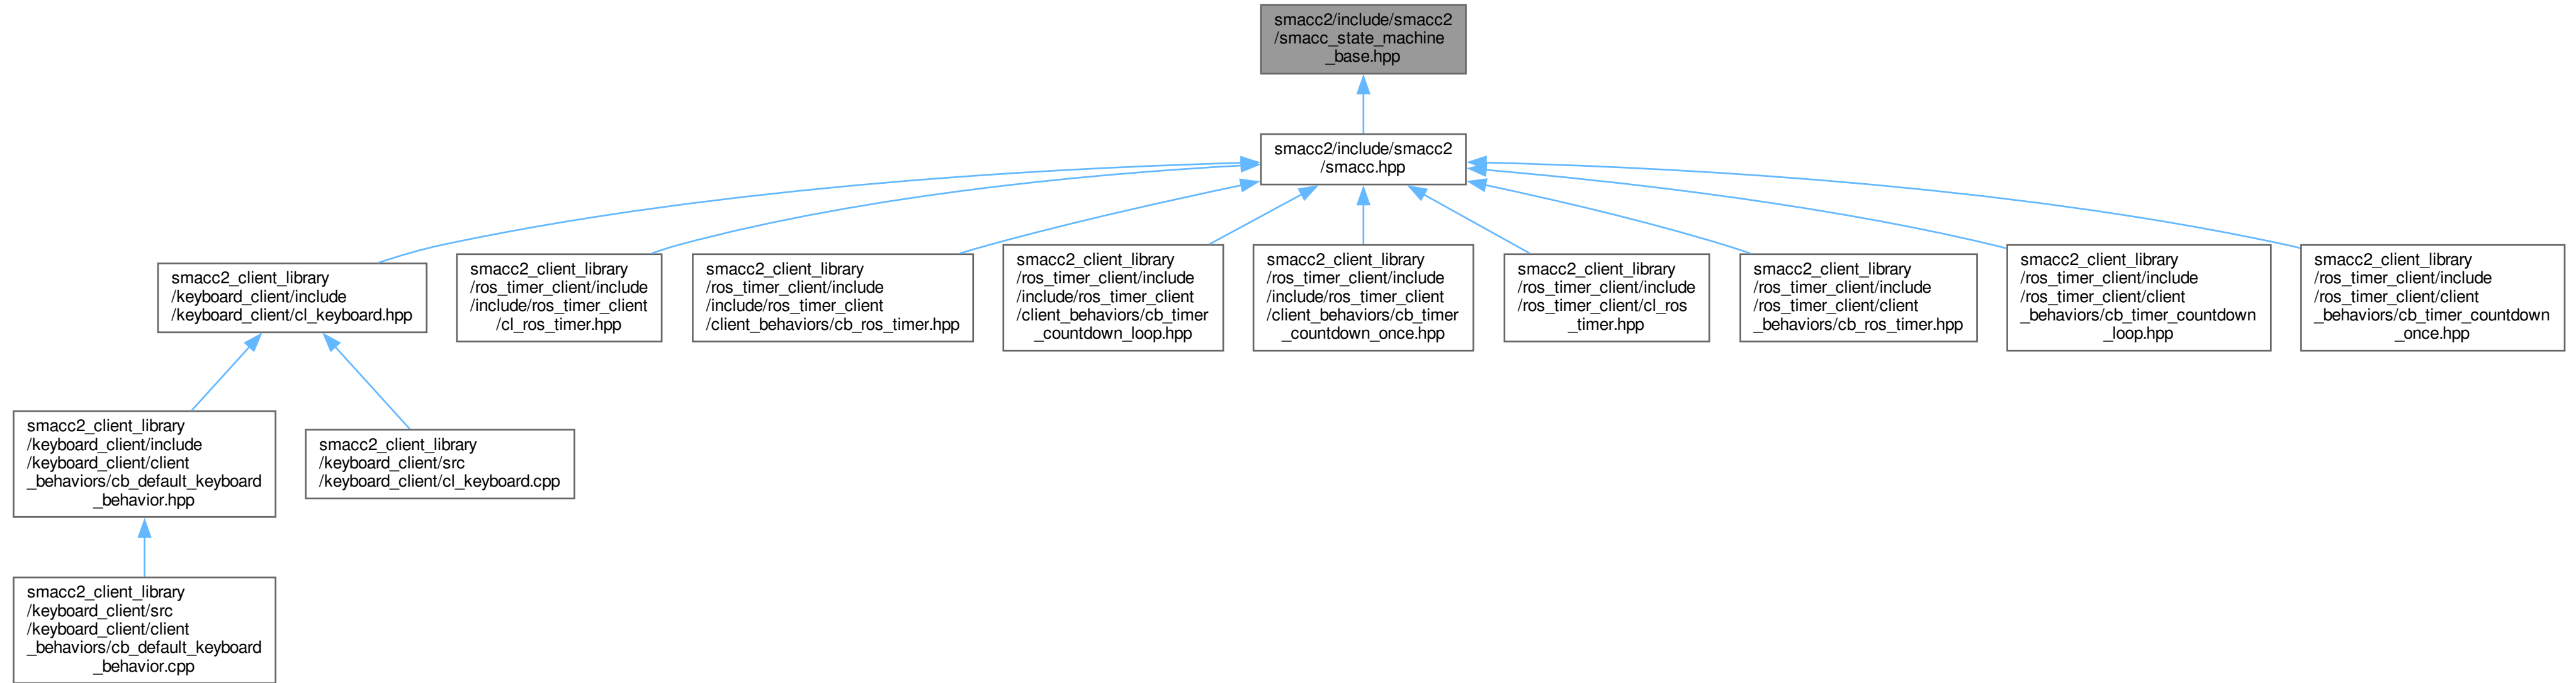 smacc2/include/smacc2
/smacc_state_machine
_base.hpp
smacc2/include/smacc2
/smacc.hpp
smacc2_client_library
/keyboard_client/include
/keyboard_client/cl_keyboard.hpp
smacc2_client_library
/ros_timer_client/include
/include/ros_timer_client
/cl_ros_timer.hpp
smacc2_client_library
/ros_timer_client/include
/include/ros_timer_client
/client_behaviors/cb_ros_timer.hpp
smacc2_client_library
/ros_timer_client/include
/include/ros_timer_client
/client_behaviors/cb_timer
_countdown_loop.hpp
smacc2_client_library
/ros_timer_client/include
/include/ros_timer_client
/client_behaviors/cb_timer
_countdown_once.hpp
smacc2_client_library
/ros_timer_client/include
/ros_timer_client/cl_ros
_timer.hpp
smacc2_client_library
/ros_timer_client/include
/ros_timer_client/client
_behaviors/cb_ros_timer.hpp
smacc2_client_library
/ros_timer_client/include
/ros_timer_client/client
_behaviors/cb_timer_countdown
_loop.hpp
smacc2_client_library
/ros_timer_client/include
/ros_timer_client/client
_behaviors/cb_timer_countdown
_once.hpp
smacc2_client_library
/keyboard_client/include
/keyboard_client/client
_behaviors/cb_default_keyboard
_behavior.hpp
smacc2_client_library
/keyboard_client/src
/keyboard_client/cl_keyboard.cpp
smacc2_client_library
/keyboard_client/src
/keyboard_client/client
_behaviors/cb_default_keyboard
_behavior.cpp